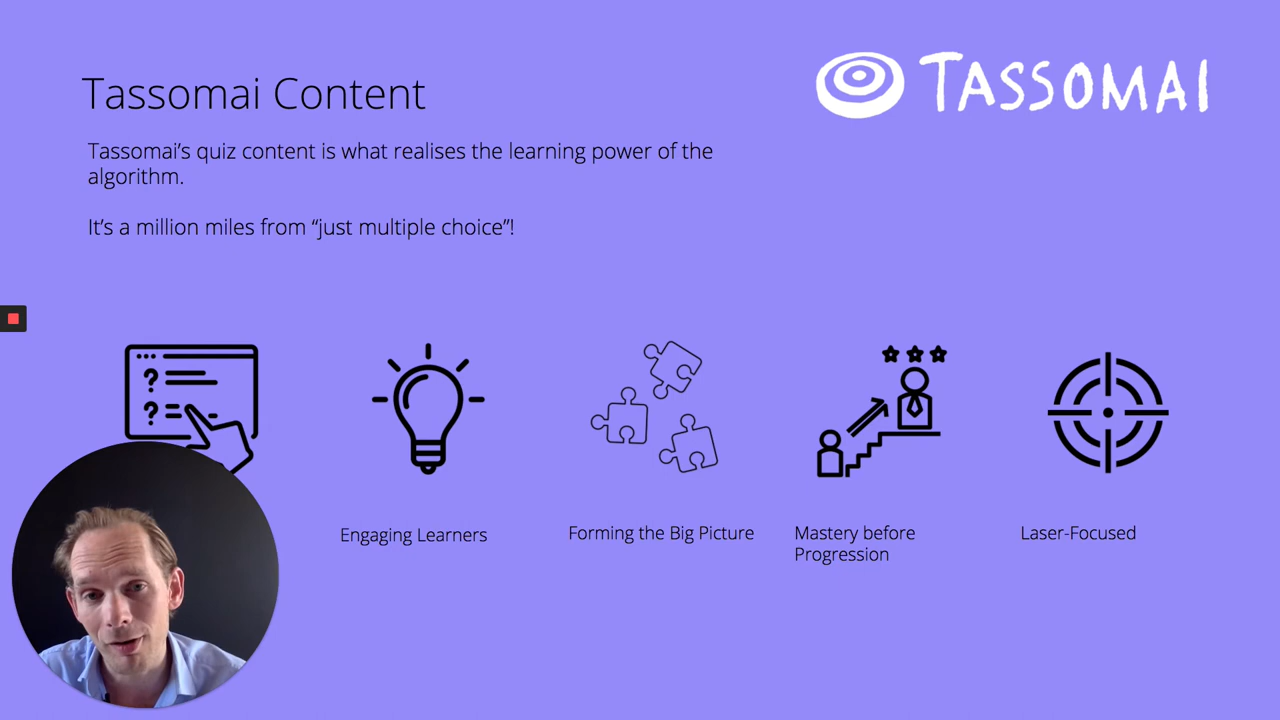 Tassomai Content
TASSOMAI
Tassomai’s quiz content is what realises the learning power of the
algorithm.
It’s a million miles from “just multiple choice”!
?
?
Engaging Learners
Forming the Big Picture
Mastery before
Progression
Laser-Focused